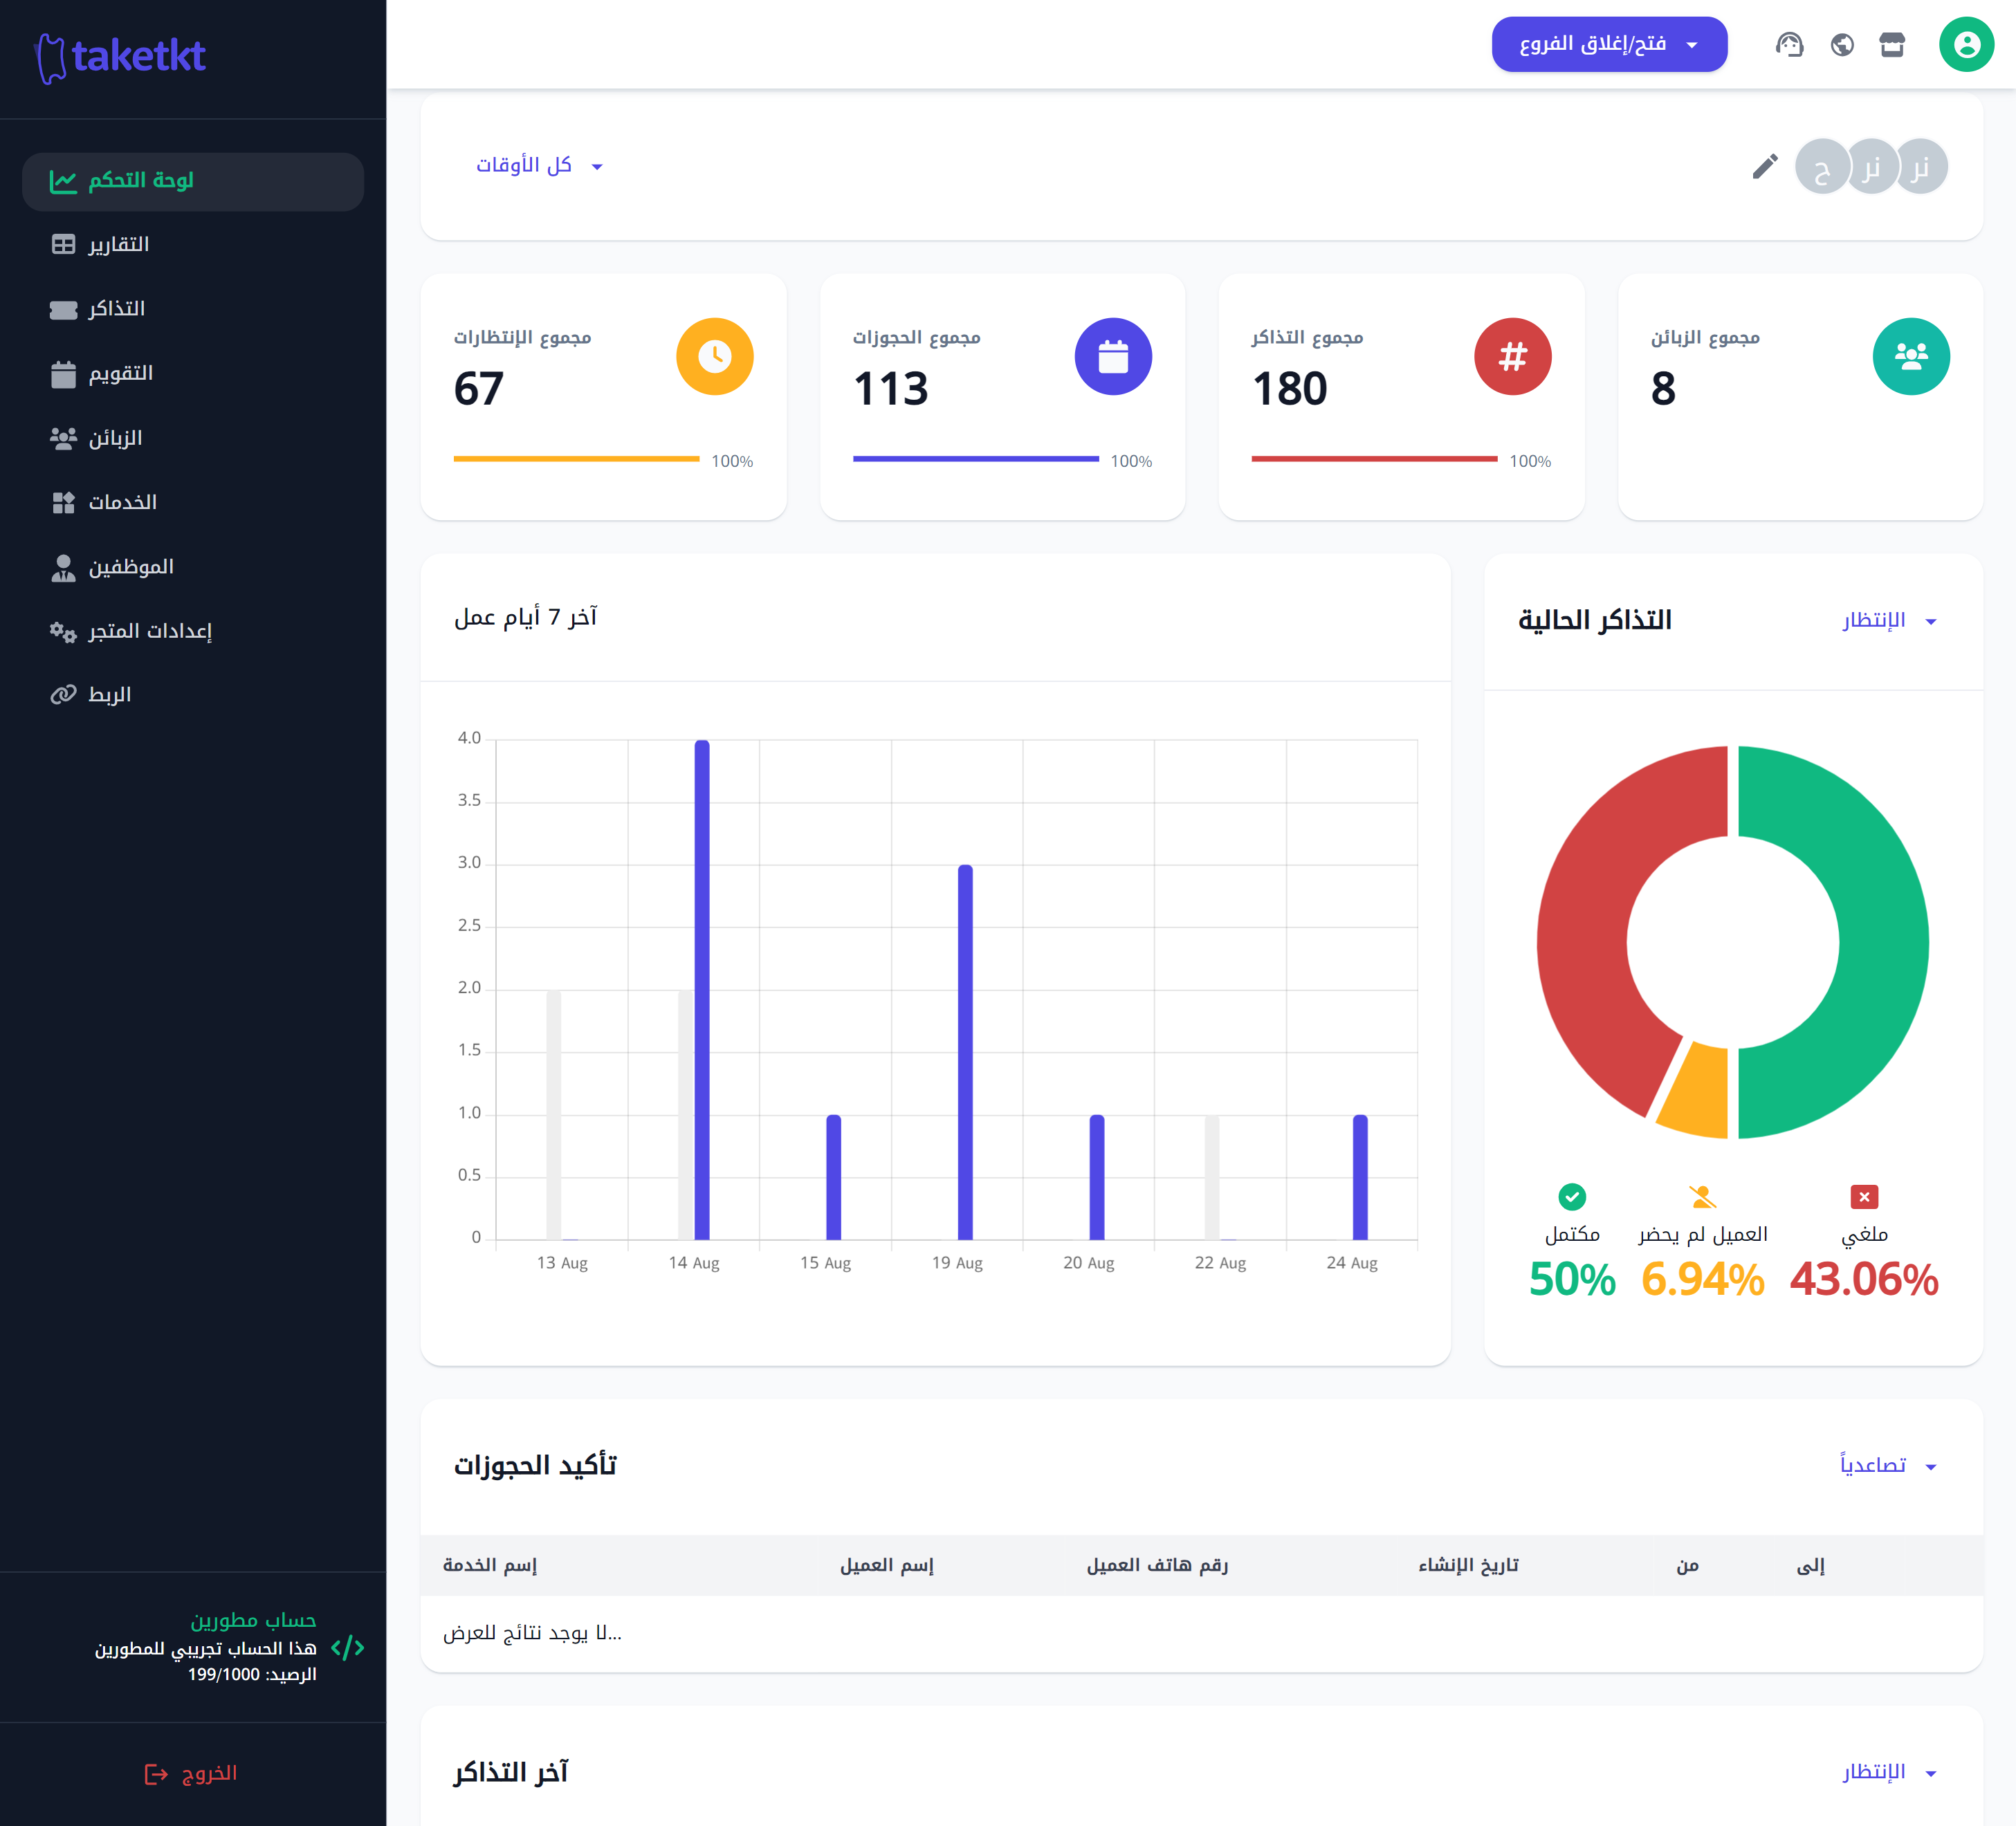 taketkt
لوحة التحكم
التقارير
التذاكر
التقويم
الزبائن
الخدمات
الموظفين
إعدادات المتجر
الربط
حساب مطورين
هذا الحساب تجريبي للمطورين
الرصيد: 199/1000
الخروج
فتح/إغلاق الفروع
كل الأوقات
ح
نر
نر
مجموع الإنتظارات
67
100%
مجموع الحجوزات
113
100%
مجموع التذاكر
180
100%
مجموع الزبائن
8
آخر 7 أيام عمل
4.0
3.5
3.0
2.5
2.0
1.5
1.0
0.5
0
13 Aug
14 Aug
15 Aug
19 Aug
20 Aug
22 Aug
24 Aug
التذاكر الحالية
الإنتظار
مكتمل
50%
العميل لم يحضر
6.94%
ملغي
43.06%
تأكيد الحجوزات
تصاعدياً
إسم الخدمة
إسم العميل
رقم هاتف العميل
تاريخ الإنشاء
من
إلى
لا يوجد نتائج للعرض...
آخر التذاكر
الإنتظار